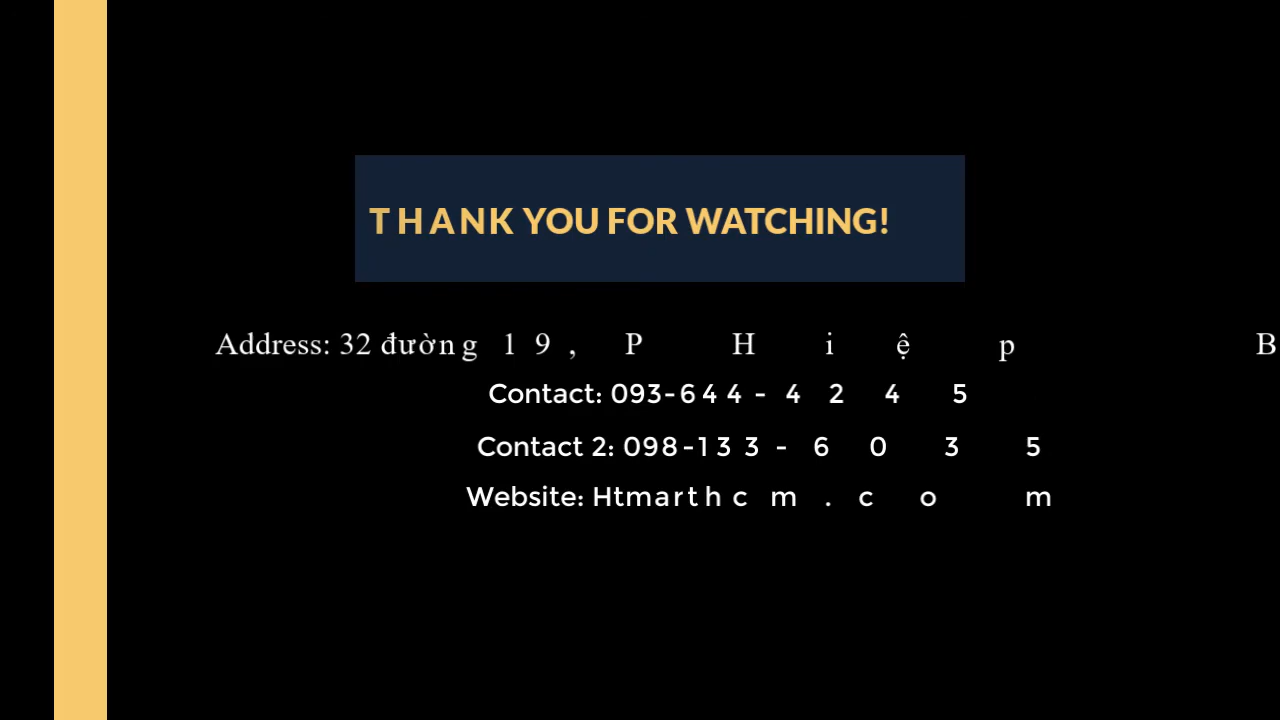 THANK YOU FOR WATCHING!
Address: 32 đường 19, P Hiệp B
Contact: 093-644-4245
Contact 2: 098-133-6035
Website: Htmarthcm.com